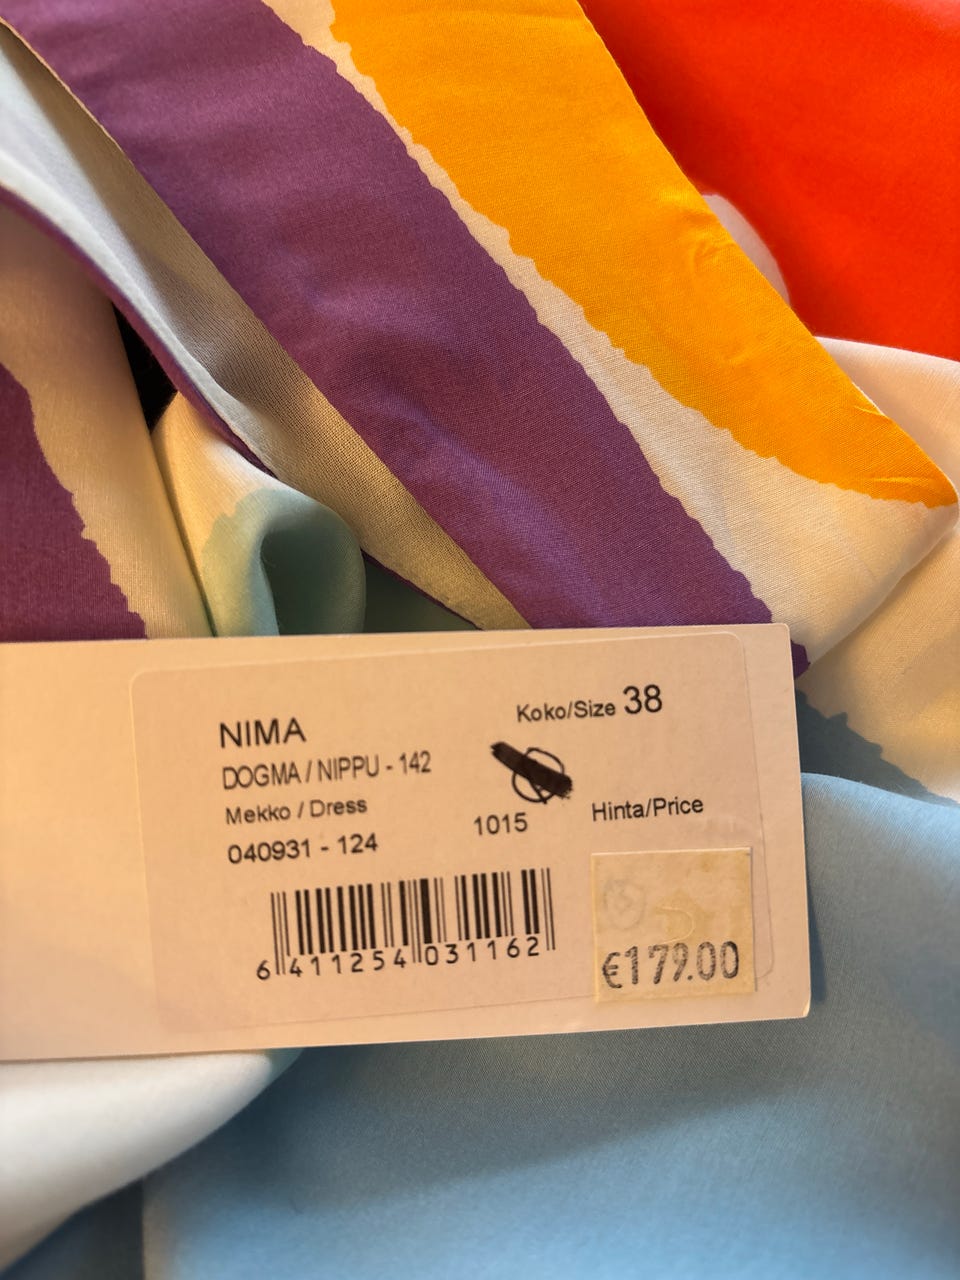 NIMA
Koko/Size 38
DOGMA / NIPPU - 142
Mekko / Dress
Hinta/Price
040931 - 124
1015
6 411254 031162
€179.00